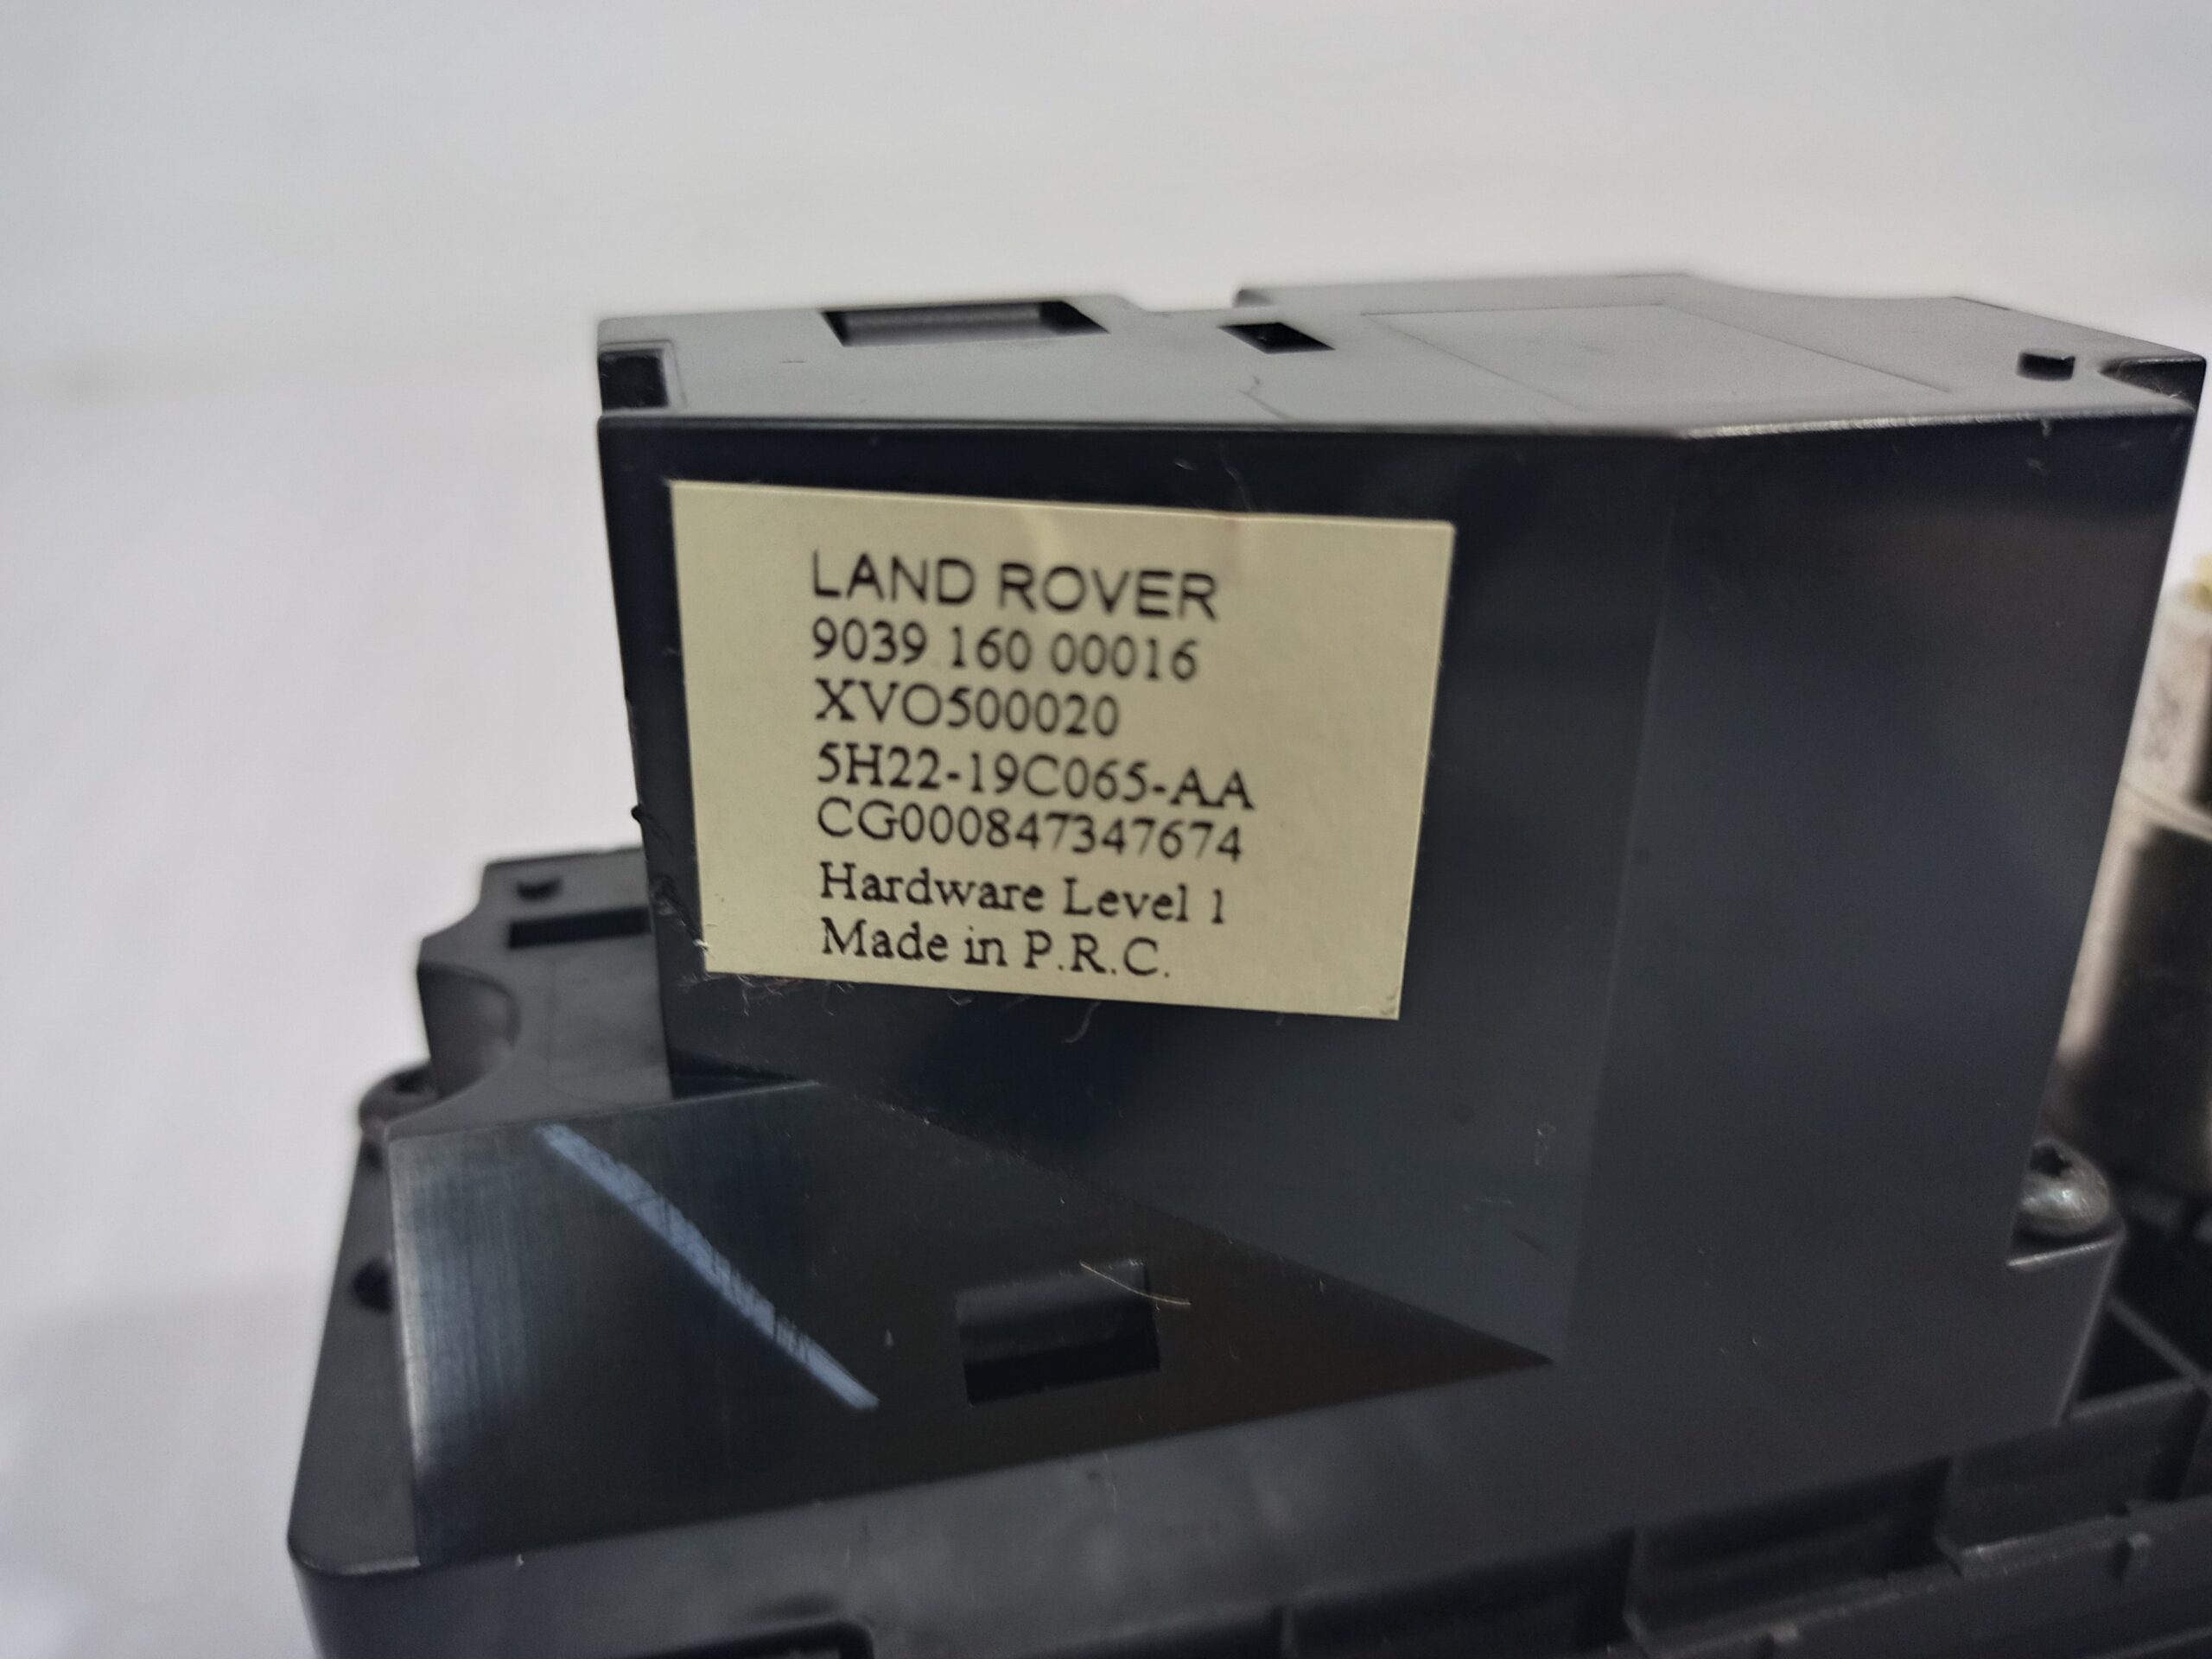 LAND ROVER
9039 160 00016
XVO500020
5H22-19C065-AA
CG000847347674
Hardware Level 1
Made in P.R.C.